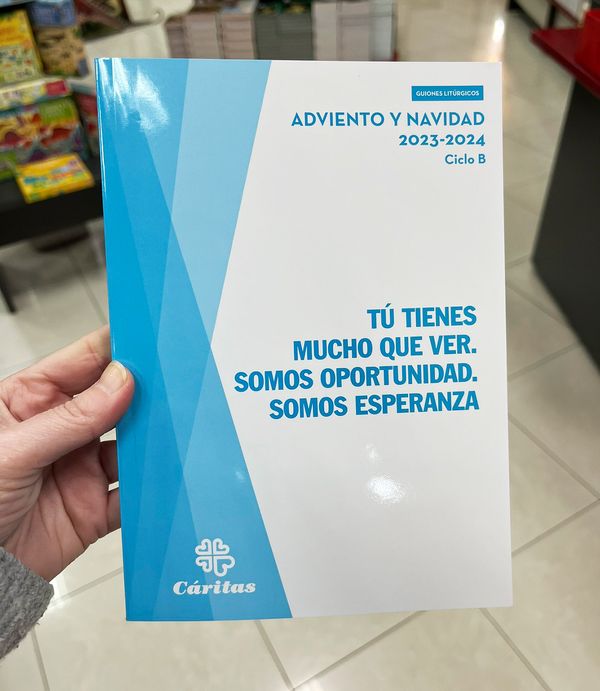 GUIONES LITÚRGICOS
ADVIENTO Y NAVIDAD
2023-2024
Ciclo B
TÚ TIENES
MUCHO QUE VER.
SOMOS OPORTUNIDAD.
SOMOS ESPERANZA
Cáritas